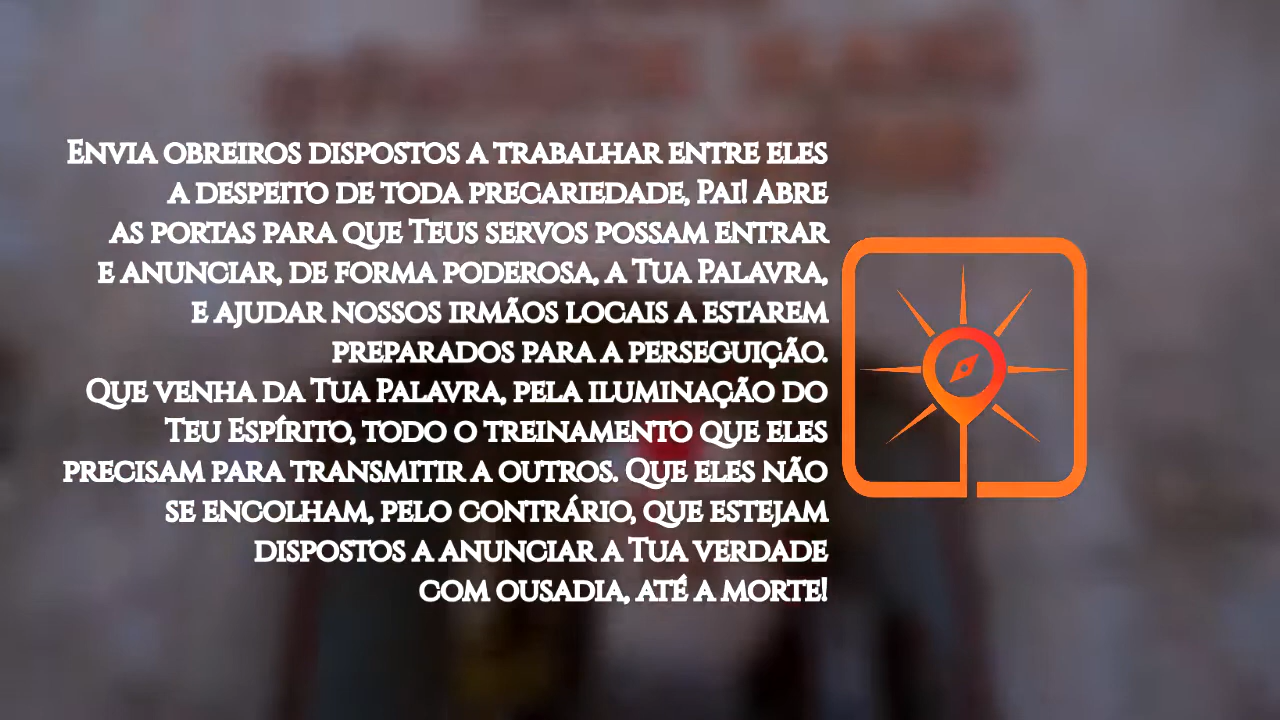 Envia obreiros dispostos a trabalhar entre eles
a despeito de toda precariedade, Pai! Abre
as portas para que Teus servos possam entrar
e anunciar, de forma poderosa, a Tua Palavra,
e ajudar nossos irmãos locais a estarem
preparados para a perseguição.
Que venha da Tua Palavra, pela iluminação do
Teu Espírito, todo o treinamento que eles
precisam para transmitir a outros. Que eles não
se encolham, pelo contrário, que estejam
dispostos a anunciar a Tua verdade
com ousadia, até a morte!